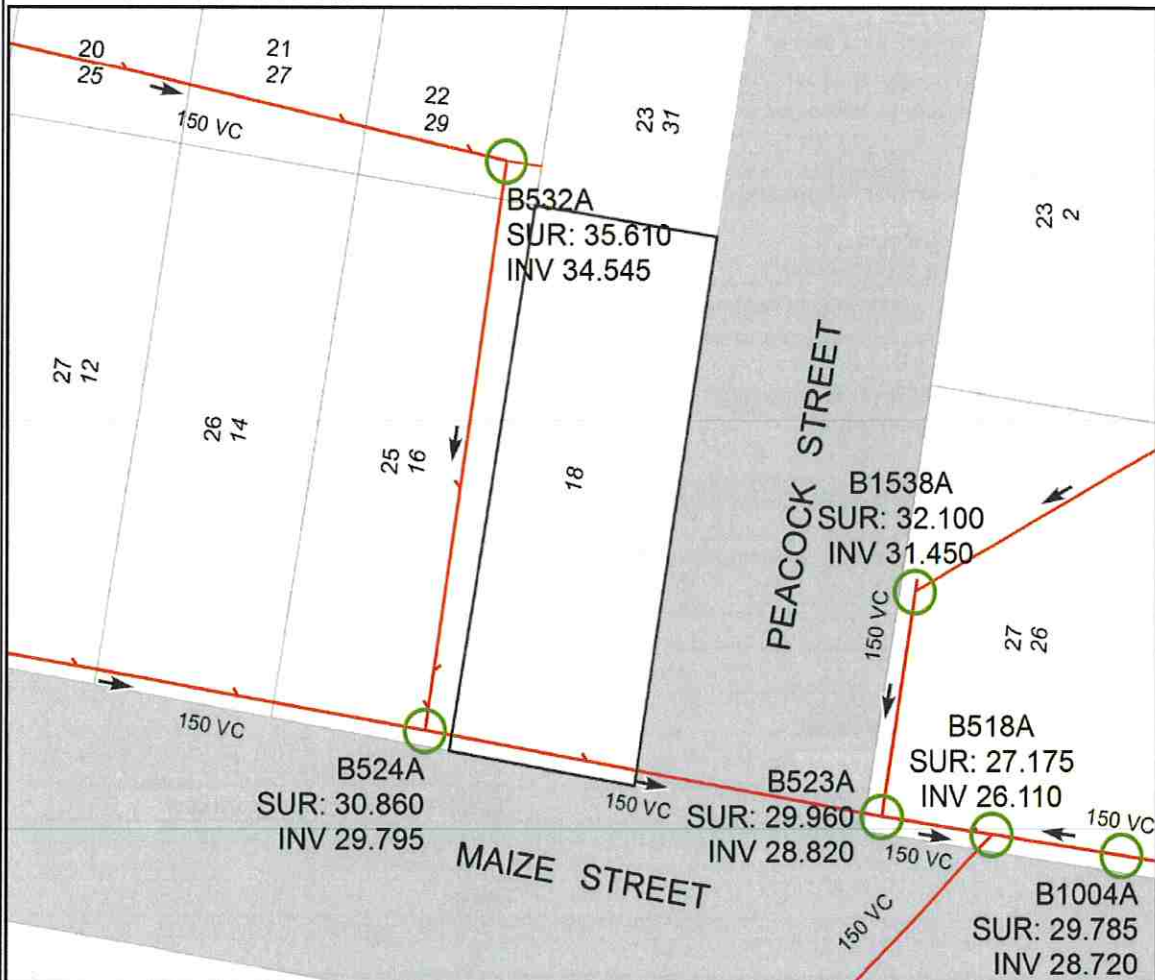 20
25
21
27
22
29
23
31
150 VC
B532A
SUR: 35.610
INV 34.545
23
2
27
12
26
14
25
16
18
PEACOCK STREET
B1538A
SUR: 32.100
INV 31.450
150 VC
27
26
150 VC
B524A
SUR: 30.860
INV 29.795
150 VC
B523A
SUR: 29.960
INV 28.820
B518A
SUR: 27.175
INV 26.110
150 VC
150 VC
MAIZE STREET
150 VC
B1004A
SUR: 29.785
INV 28.720